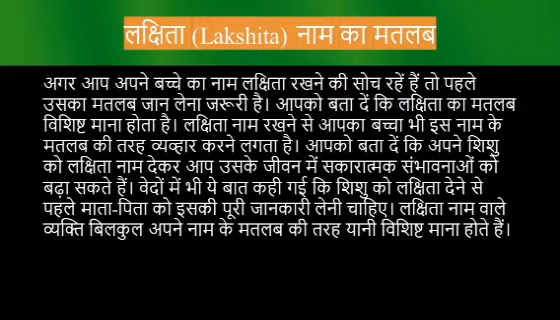 लक्षिता (Lakshita) नाम का मतलब
अगर आप अपने बच्चे का नाम लक्षिता रखने की सोच रहें हैं तो पहले
उसका मतलब जान लेना जरूरी है। आपको बता दें कि लक्षिता का मतलब
विशिष्ट माना होता है। लक्षिता नाम रखने से आपका बच्चा भी इस नाम के
मतलब की तरह व्यव्हार करने लगता है। आपको बता दें कि अपने शिशु
को लक्षिता नाम देकर आप उसके जीवन में सकारात्मक संभावनाओं को
बढ़ा सकते हैं। वेदों में भी ये बात कही गई कि शिशु को लक्षिता देने से
पहले माता-पिता को इसकी पूरी जानकारी लेनी चाहिए। लक्षिता नाम वाले
व्यक्ति बिलकुल अपने नाम के मतलब की तरह यानी विशिष्ट माना होते हैं।